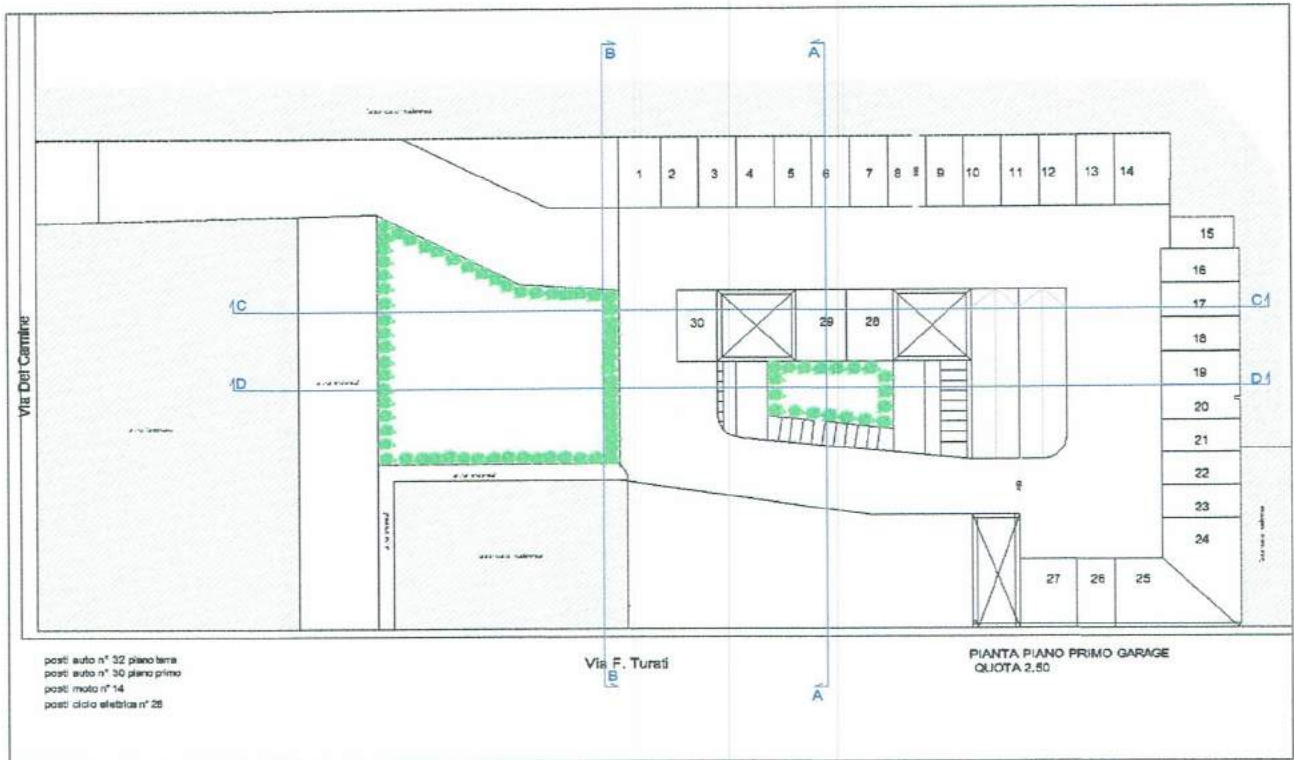 B
A
1 2 3 4 5 6 7 8 9 10 11 12 13 14
15
16
C
17
C
30
29
28
18
D
19
D
20
21
22
23
24
27
26
25
Via Del Carmine
posti auto n° 32 piano terra
posti auto n° 30 piano primo
posti moto n° 14
posti ciclo elettrica n° 28
Via F. Turati
B
A
PIANTA PIANO PRIMO GARAGE
QUOTA 2.50